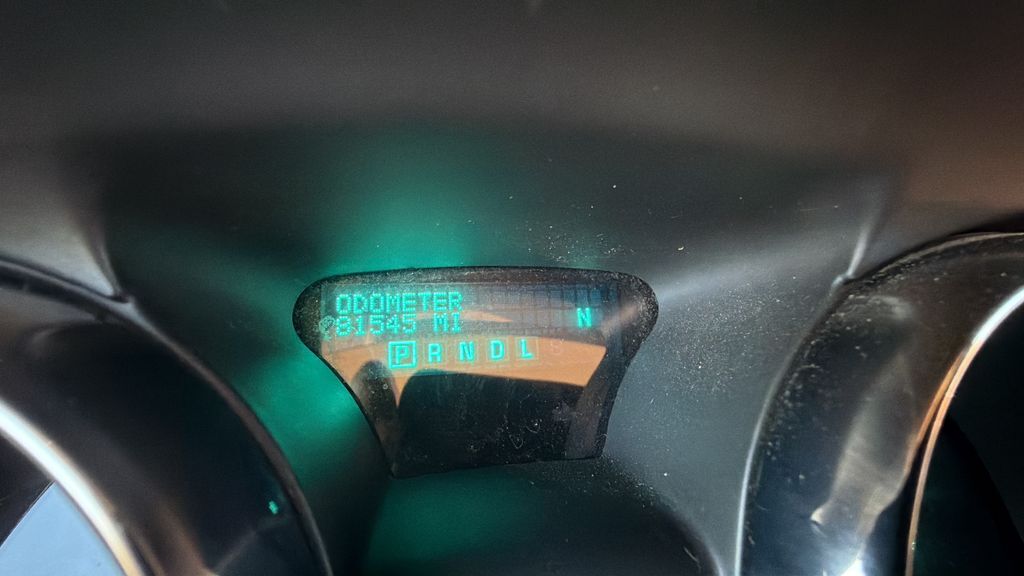 ODOMETER
81545 MI
N
P R N D L